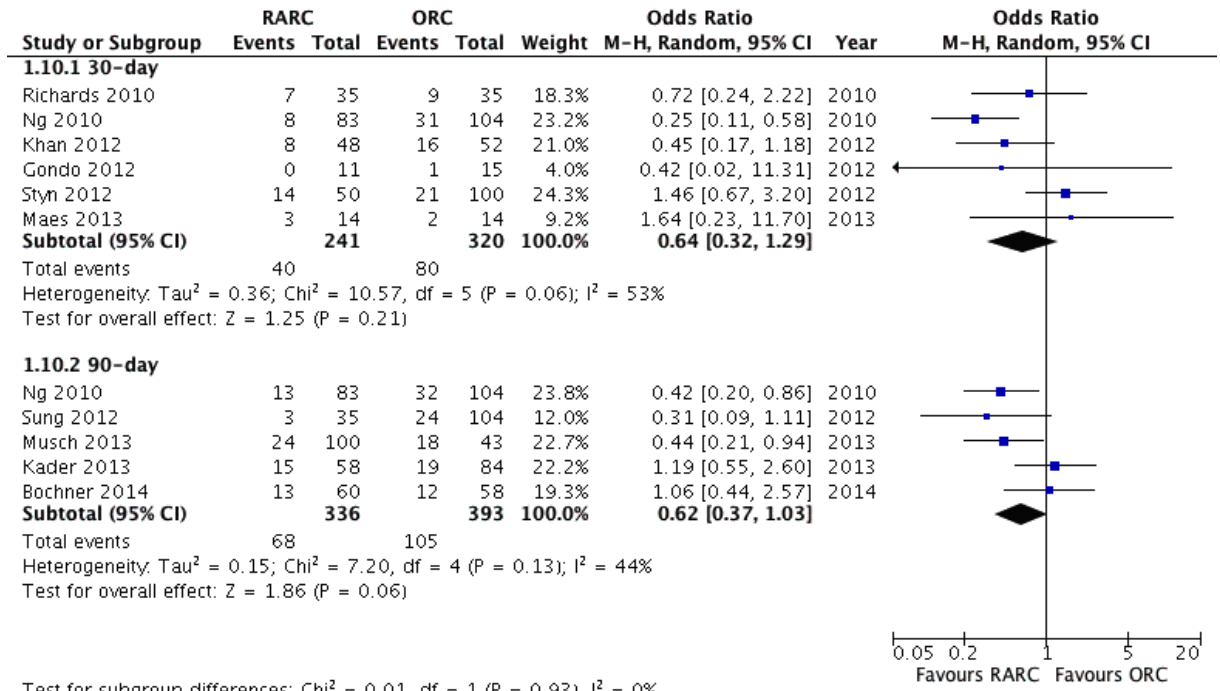 RARC ORC Odds Ratio Odds Ratio
Study or Subgroup Events Total Events Total Weight M-H, Random, 95% CI Year M-H, Random, 95% CI
1.10.1 30-day
Richards 2010 7 35 9 35 18.3% 0.72 [0.24, 2.22] 2010
Ng 2010 8 83 31 104 23.2% 0.25 [0.11, 0.58] 2010
Khan 2012 8 48 16 52 21.0% 0.45 [0.17, 1.18] 2012
Gondo 2012 0 11 1 15 4.0% 0.42 [0.02, 11.31] 2012
Styn 2012 14 50 21 100 24.3% 1.46 [0.67, 3.20] 2012
Maes 2013 3 14 2 14 9.2% 1.64 [0.23, 11.70] 2013
Subtotal (95% CI) 241 320 100.0% 0.64 [0.32, 1.29]
Total events 40 80
Heterogeneity: Tau² = 0.36; Chi² = 10.57, df = 5 (P = 0.06); I² = 53%
Test for overall effect: Z = 1.25 (P = 0.21)
1.10.2 90-day
Ng 2010 13 83 32 104 23.8% 0.42 [0.20, 0.86] 2010
Sung 2012 3 35 24 104 12.0% 0.31 [0.09, 1.11] 2012
Musch 2013 24 100 18 43 22.7% 0.44 [0.21, 0.94] 2013
Kader 2013 15 58 19 84 22.2% 1.19 [0.55, 2.60] 2013
Bochner 2014 13 60 12 58 19.3% 1.06 [0.44, 2.57] 2014
Subtotal (95% CI) 336 393 100.0% 0.62 [0.37, 1.03]
Total events 68 105
Heterogeneity: Tau² = 0.15; Chi² = 7.20, df = 4 (P = 0.13); I² = 44%
Test for overall effect: Z = 1.86 (P = 0.06)
0.05 0.2 1 5 20
Favours RARC Favours ORC
Test for subgroup differences: Chi² = 0.01, df = 1 (P = 0.93), I² = 0%